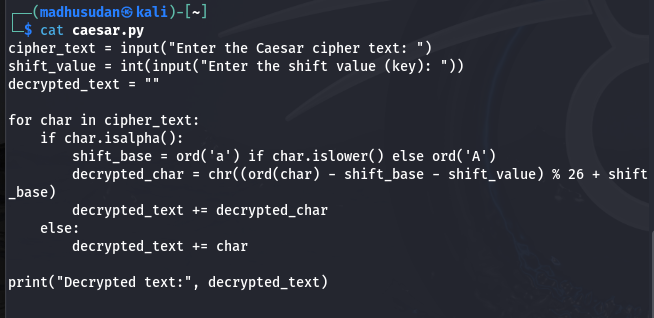 ┌──(madhusudan㉿kali)-[~]
└─$ cat caesar.py
cipher_text = input("Enter the Caesar cipher text: ")
shift_value = int(input("Enter the shift value (key): "))
decrypted_text = ""

for char in cipher_text:
    if char.isalpha():
        shift_base = ord('a') if char.islower() else ord('A')
        decrypted_char = chr((ord(char) - shift_base - shift_value) % 26 + shift
_base)
        decrypted_text += decrypted_char
    else:
        decrypted_text += char

print("Decrypted text:", decrypted_text)